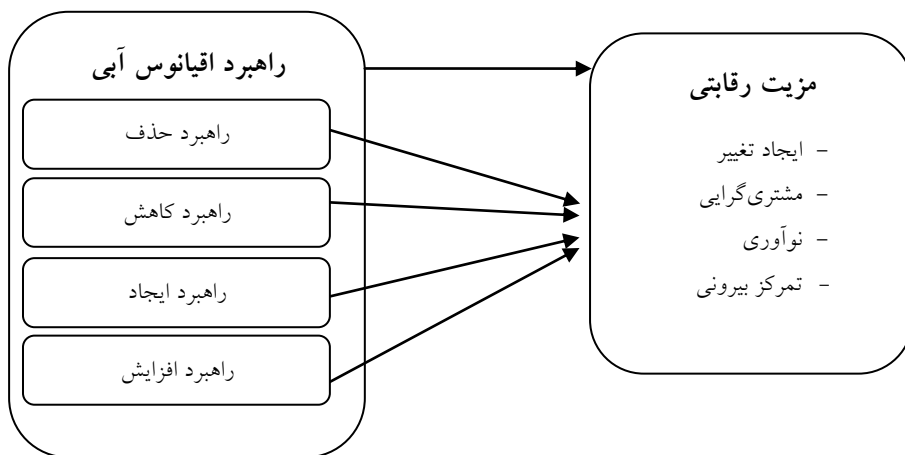 راهبرد اقیانوس آبی
راهبرد حذف
راهبرد کاهش
راهبرد ایجاد
راهبرد افزایش
مزیت رقابتی
- ایجاد تغییر
- مشتری‌گرایی
- نوآوری
- تمرکز بیرونی